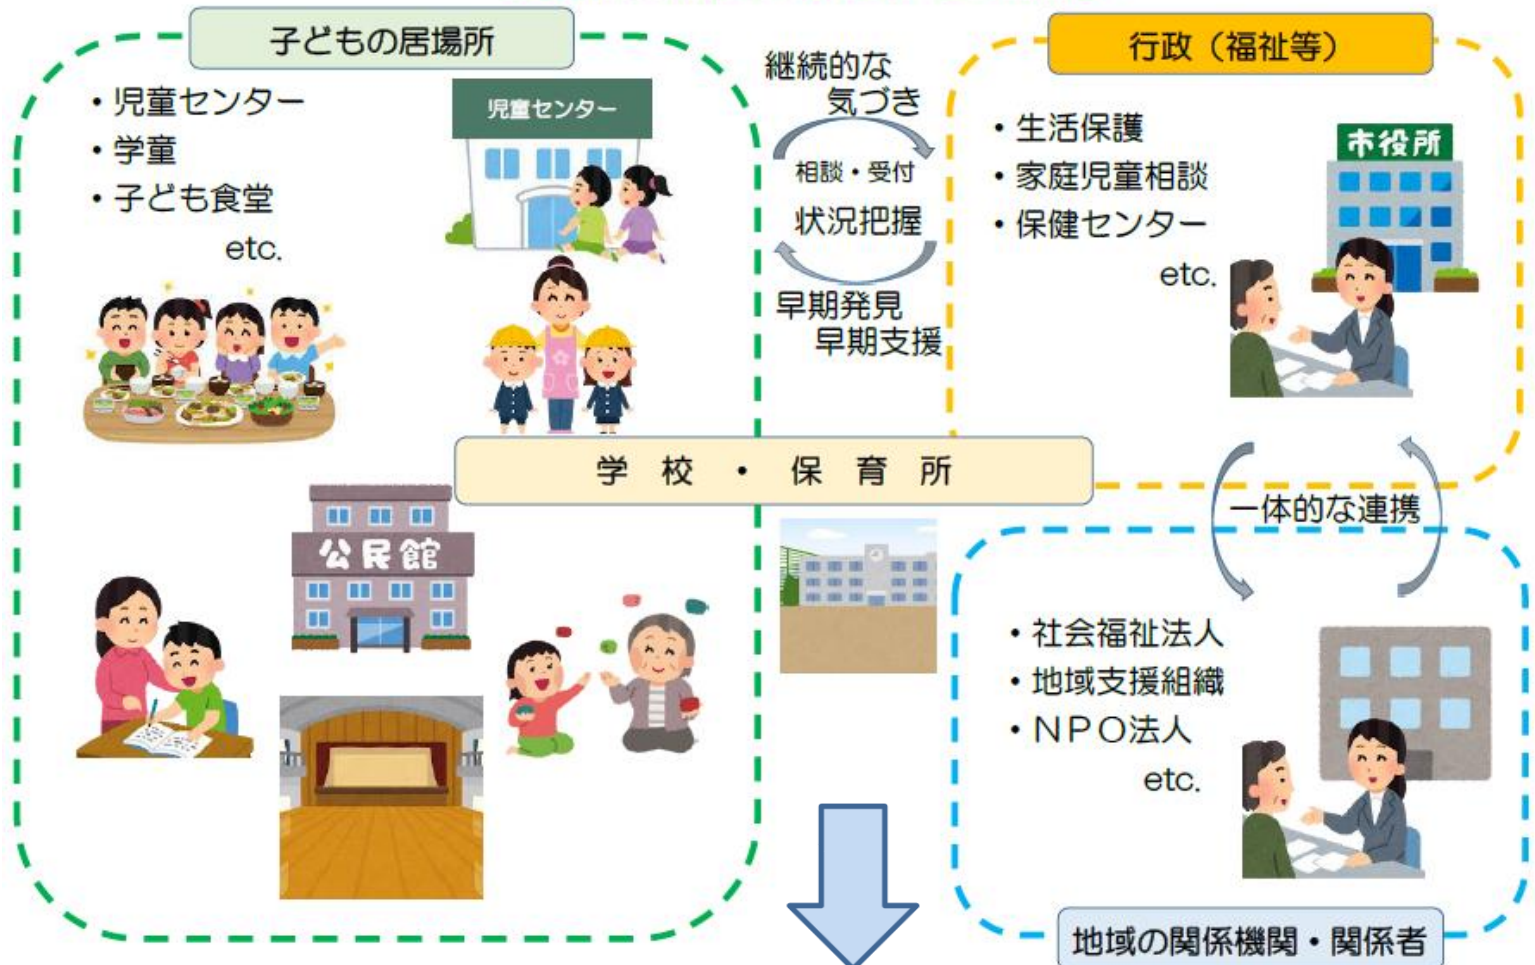 子どもの居場所
・児童センター
・学童
・子ども食堂
etc.
児童センター
継続的な
気づき
相談・受付
状況把握
早期発見
早期支援
行政（福祉等）
・生活保護
・家庭児童相談
・保健センター
etc.
市役所
学校・保育所
公民館
一体的な連携
・社会福祉法人
・地域支援組織
・ＮＰＯ法人
etc.
地域の関係機関・関係者